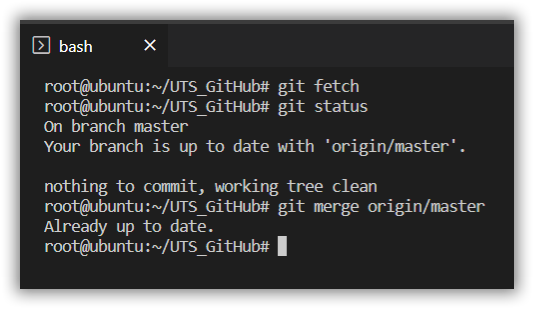 bash
root@ubuntu:~/UTS_GitHub# git fetch
root@ubuntu:~/UTS_GitHub# git status
On branch master
Your branch is up to date with 'origin/master'.
nothing to commit, working tree clean
root@ubuntu:~/UTS_GitHub# git merge origin/master
Already up to date.
root@ubuntu:~/UTS_GitHub#